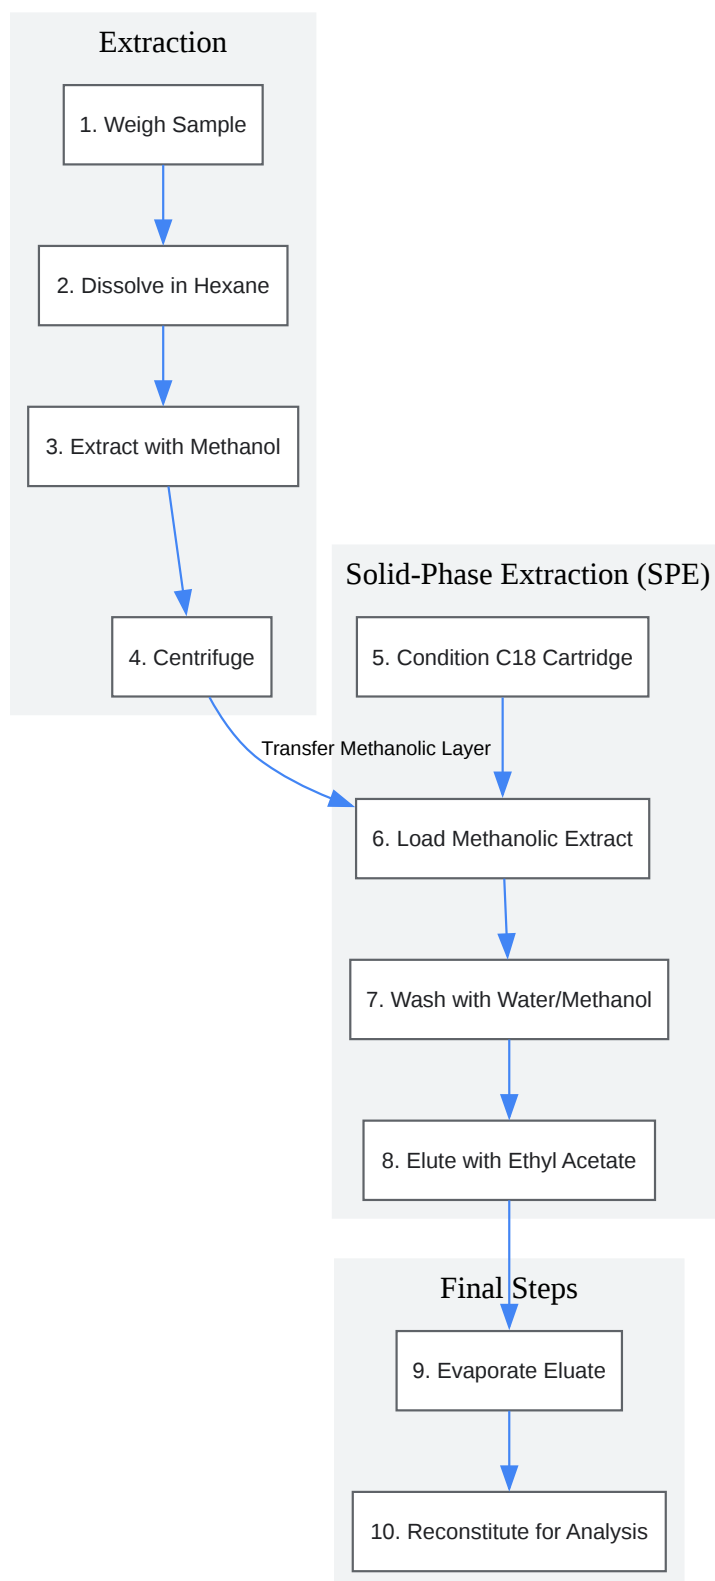 Extraction
1. Weigh Sample
2. Dissolve in Hexane
3. Extract with Methanol
4. Centrifuge
Solid-Phase Extraction (SPE)
5. Condition C18 Cartridge
Transfer Methanolic Layer
6. Load Methanolic Extract
7. Wash with Water/Methanol
8. Elute with Ethyl Acetate
Final Steps
9. Evaporate Eluate
10. Reconstitute for Analysis